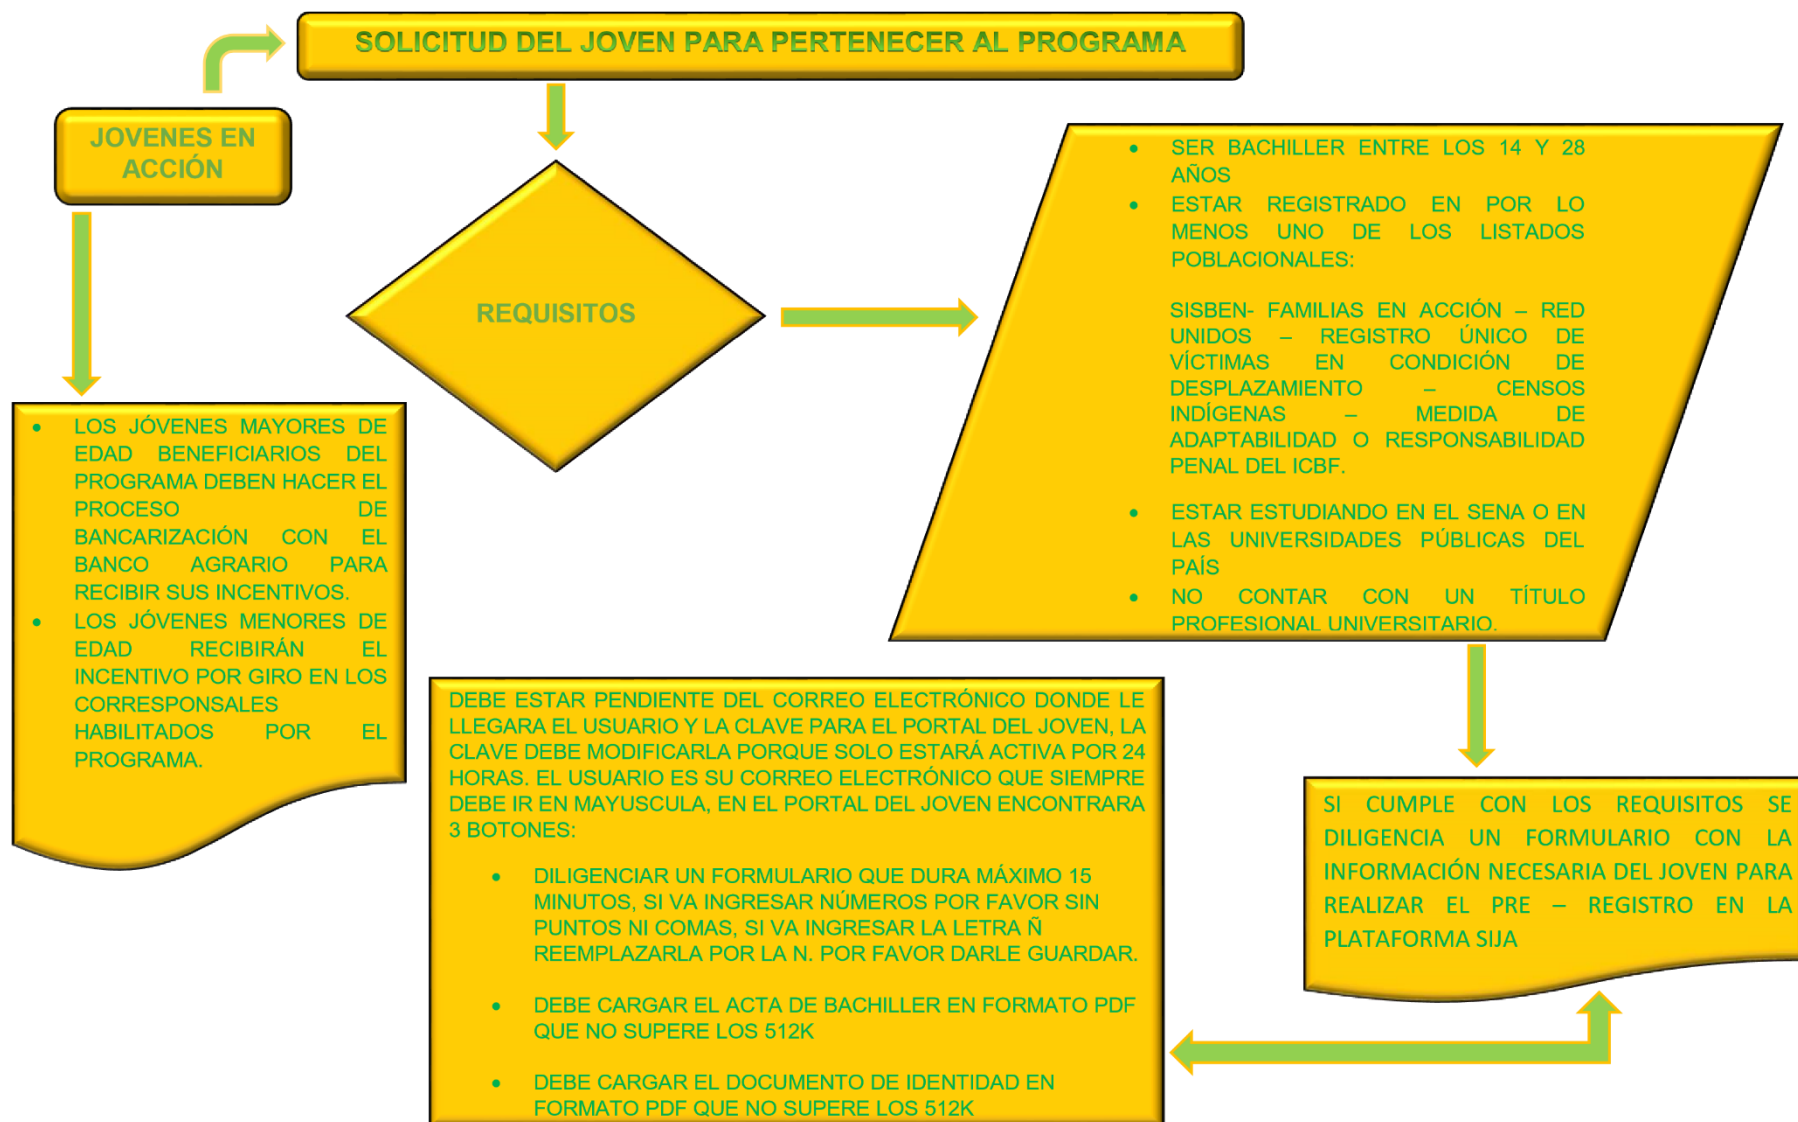 SOLICITUD DEL JOVEN PARA PERTENECER AL PROGRAMA
JOVENES EN
ACCIÓN
REQUISITOS
• SER BACHILLER ENTRE LOS 14 Y 28
AÑOS
• ESTAR REGISTRADO EN POR LO
MENOS UNO DE LOS LISTADOS
POBLACIONALES:
SISBEN- FAMILIAS EN ACCIÓN – RED
UNIDOS – REGISTRO ÚNICO DE
VÍCTIMAS EN CONDICIÓN DE
DESPLAZAMIENTO – CENSOS
INDÍGENAS – MEDIDA DE
ADAPTABILIDAD O RESPONSABILIDAD
PENAL DEL ICBF.
• ESTAR ESTUDIANDO EN EL SENA O EN
LAS UNIVERSIDADES PÚBLICAS DEL
PAÍS
• NO CONTAR CON UN TÍTULO
PROFESIONAL UNIVERSITARIO.
• LOS JÓVENES MAYORES DE
EDAD BENEFICIARIOS DEL
PROGRAMA DEBEN HACER EL
PROCESO DE
BANCARIZACIÓN CON EL
BANCO AGRARIO PARA
RECIBIR SUS INCENTIVOS.
• LOS JÓVENES MENORES DE
EDAD RECIBIRÁN EL
INCENTIVO POR GIRO EN LOS
CORRESPONSALES
HABILITADOS POR EL
PROGRAMA.
DEBE ESTAR PENDIENTE DEL CORREO ELECTRÓNICO DONDE LE
LLEGARA EL USUARIO Y LA CLAVE PARA EL PORTAL DEL JOVEN, LA
CLAVE DEBE MODIFICARLA PORQUE SOLO ESTARÁ ACTIVA POR 24
HORAS. EL USUARIO ES SU CORREO ELECTRÓNICO QUE SIEMPRE
DEBE IR EN MAYUSCULA, EN EL PORTAL DEL JOVEN ENCONTRARA
3 BOTONES:
• DILIGENCIAR UN FORMULARIO QUE DURA MÁXIMO 15
MINUTOS, SI VA INGRESAR NÚMEROS POR FAVOR SIN
PUNTOS NI COMAS, SI VA INGRESAR LA LETRA Ñ
REEMPLAZARLA POR LA N. POR FAVOR DARLE GUARDAR.
• DEBE CARGAR EL ACTA DE BACHILLER EN FORMATO PDF
QUE NO SUPERE LOS 512K
• DEBE CARGAR EL DOCUMENTO DE IDENTIDAD EN
FORMATO PDF QUE NO SUPERE LOS 512K
SI CUMPLE CON LOS REQUISITOS SE
DILIGENCIA UN FORMULARIO CON LA
INFORMACIÓN NECESARIA DEL JOVEN PARA
REALIZAR EL PRE – REGISTRO EN LA
PLATAFORMA SIJA